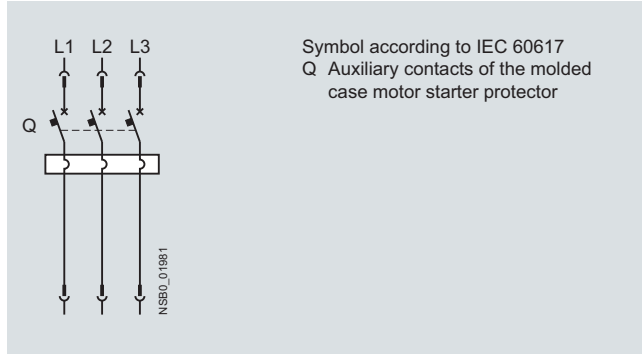 L1 L2 L3
Symbol according to IEC 60617
Q Auxiliary contacts of the molded
case motor starter protector
Q
NSB0_01981